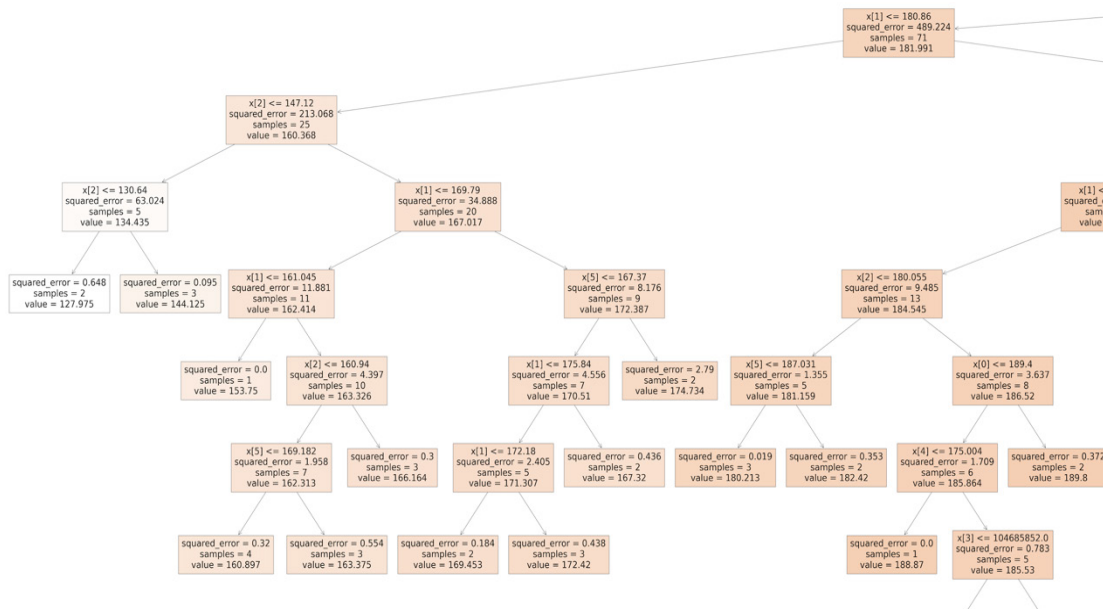 x[1] <= 180.86
squared_error = 489.224
samples = 71
value = 181.991
x[2] <= 147.12
squared_error = 213.068
samples = 25
value = 160.368
x[2] <= 130.64
squared_error = 63.024
samples = 5
value = 134.435
x[1] <= 169.79
squared_error = 34.888
samples = 20
value = 167.017
x[1] <
squared_e
sam
value
squared_error = 0.648
samples = 2
value = 127.975
squared_error = 0.095
samples = 3
value = 144.125
x[1] <= 161.045
squared_error = 11.881
samples = 11
value = 162.414
x[5] <= 167.37
squared_error = 8.176
samples = 9
value = 172.387
x[2] <= 180.055
squared_error = 9.485
samples = 13
value = 184.545
squared_error = 0.0
samples = 1
value = 153.75
x[2] <= 160.94
squared_error = 4.397
samples = 10
value = 163.326
x[1] <= 175.84
squared_error = 4.556
samples = 7
value = 170.51
squared_error = 2.79
samples = 2
value = 174.734
x[5] <= 187.031
squared_error = 1.355
samples = 5
value = 181.159
x[0] <= 189.4
squared_error = 3.637
samples = 8
value = 186.52
x[5] <= 169.182
squared_error = 1.958
samples = 7
value = 162.313
squared_error = 0.3
samples = 3
value = 166.164
x[1] <= 172.18
squared_error = 2.405
samples = 5
value = 171.307
squared_error = 0.436
samples = 2
value = 167.32
squared_error = 0.019
samples = 3
value = 180.213
squared_error = 0.353
samples = 2
value = 182.42
x[4] <= 175.004
squared_error = 1.709
samples = 6
value = 185.864
squared_error = 0.372
samples = 2
value = 189.8
squared_error = 0.32
samples = 4
value = 160.897
squared_error = 0.554
samples = 3
value = 163.375
squared_error = 0.184
samples = 2
value = 169.453
squared_error = 0.438
samples = 3
value = 172.42
squared_error = 0.0
samples = 1
value = 188.87
x[3] <= 104685852.0
squared_error = 0.783
samples = 5
value = 185.53